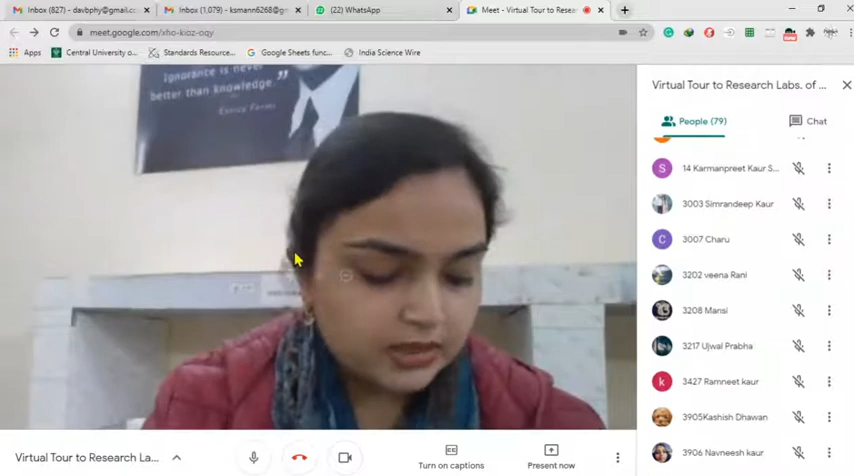 Inbox (827) - davbphy@gmail.c
Inbox (1,079) - ksmann6268@g
(22) WhatsApp
Meet - Virtual Tour to Resear
meet.google.com/xho-kioz-oqy
Apps
Central University o...
Standards Resource...
Google Sheets func...
India Science Wire
Ignorance is never
better than knowledge.
Enrico Fermi
Virtual Tour to Research Labs. of ...
People (79)
Chat
14 Karmanpreet Kaur S...
3003 Simrandeep Kaur
3007 Charu
3202 veena Rani
3208 Mansi
3217 Ujwal Prabha
3427 Ramneet kaur
3905Kashish Dhawan
3906 Navneesh kaur
Virtual Tour to Research La...
Turn on captions
Present now